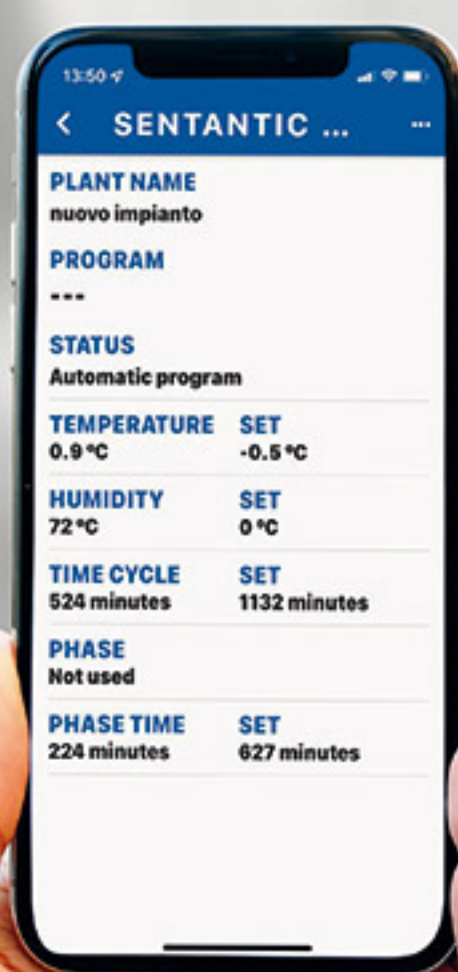 13:50
SENTANTIC ...
PLANT NAME
nuovo impianto
PROGRAM
---
STATUS
Automatic program
TEMPERATURE SET
0.9 °C -0.5 °C
HUMIDITY SET
72 °C 0 °C
TIME CYCLE SET
524 minutes 1132 minutes
PHASE
Not used
PHASE TIME SET
224 minutes 627 minutes